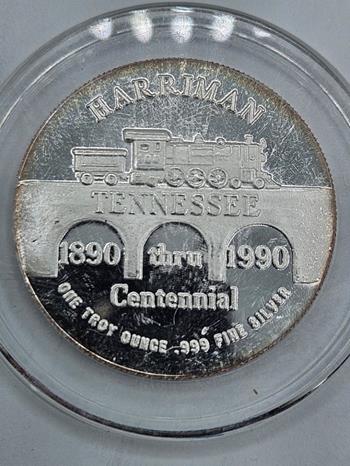 HARRIMAN
TENNESSEE
1890 thru 1990
Centennial
ONE TROY OUNCE .999 FINE SILVER